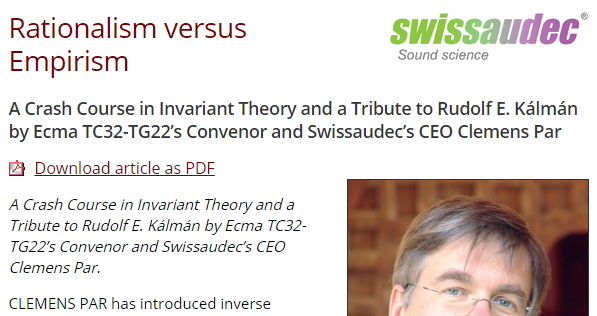 Rationalism versus
Empirism
swissaudec®
Sound science
A Crash Course in Invariant Theory and a Tribute to Rudolf E. Kálmán
by Ecma TC32-TG22’s Convenor and Swissaudec’s CEO Clemens Par
Download article as PDF
A Crash Course in Invariant Theory and a
Tribute to Rudolf E. Kálmán by Ecma TC32-
TG22’s Convenor and Swissaudec’s CEO
Clemens Par.
CLEMENS PAR has introduced inverse